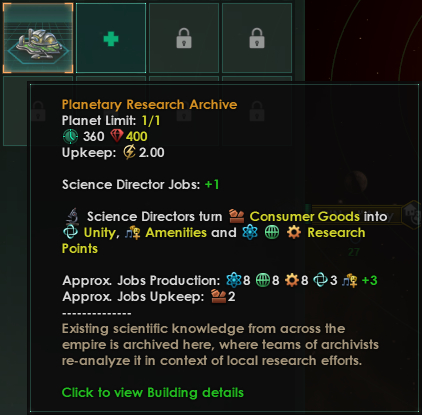 Planetary Research Archive
Planet Limit: 1/1
360 400
Upkeep: 2.00
Science Director Jobs: +1
Science Directors turn Consumer Goods into
Unity, Amenities and Research
Points
Approx. Jobs Production: 8 8 8 3 +3
Approx. Jobs Upkeep: 2
--------------
Existing scientific knowledge from across the
empire is archived here, where teams of archivists
re-analyze it in context of local research efforts.
Click to view Building details
27